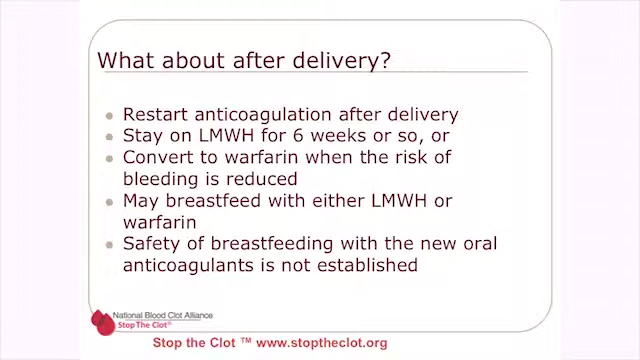 What about after delivery?
Restart anticoagulation after delivery
Stay on LMWH for 6 weeks or so, or
Convert to warfarin when the risk of
bleeding is reduced
May breastfeed with either LMWH or
warfarin
Safety of breastfeeding with the new oral
anticoagulants is not established
National Blood Clot Alliance
Stop The Clot®
Stop the Clot ™ www.stoptheclot.org